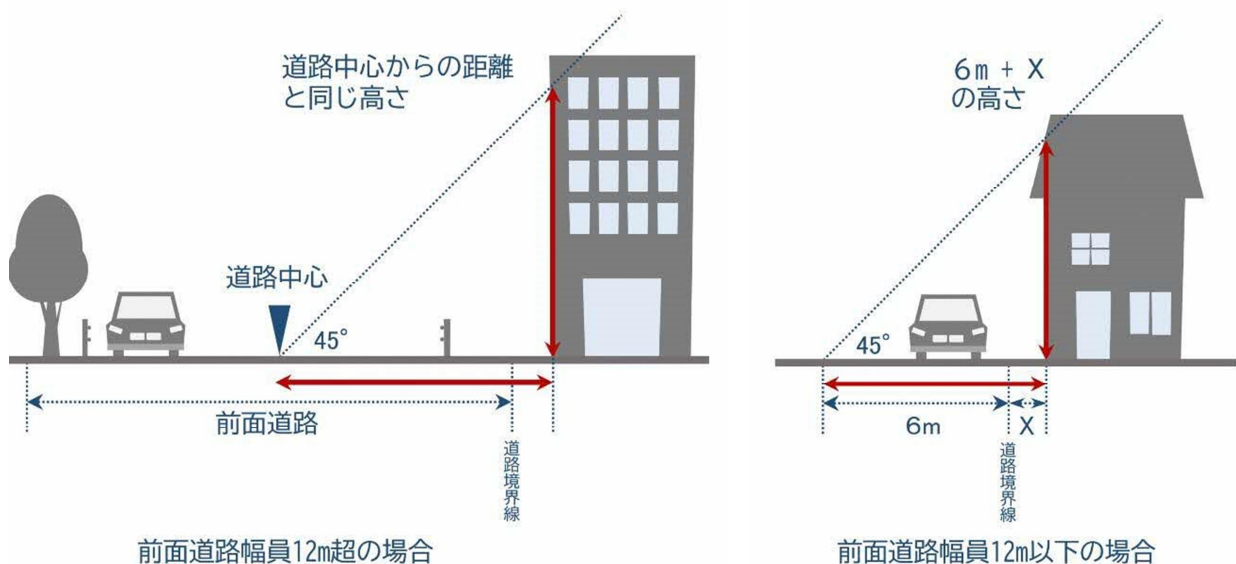 道路中心からの距離
と同じ高さ
道路中心
45°
前面道路
道路境界線
前面道路幅員12m超の場合
6m + X
の高さ
45°
6m
X
道路境界線
前面道路幅員12m以下の場合